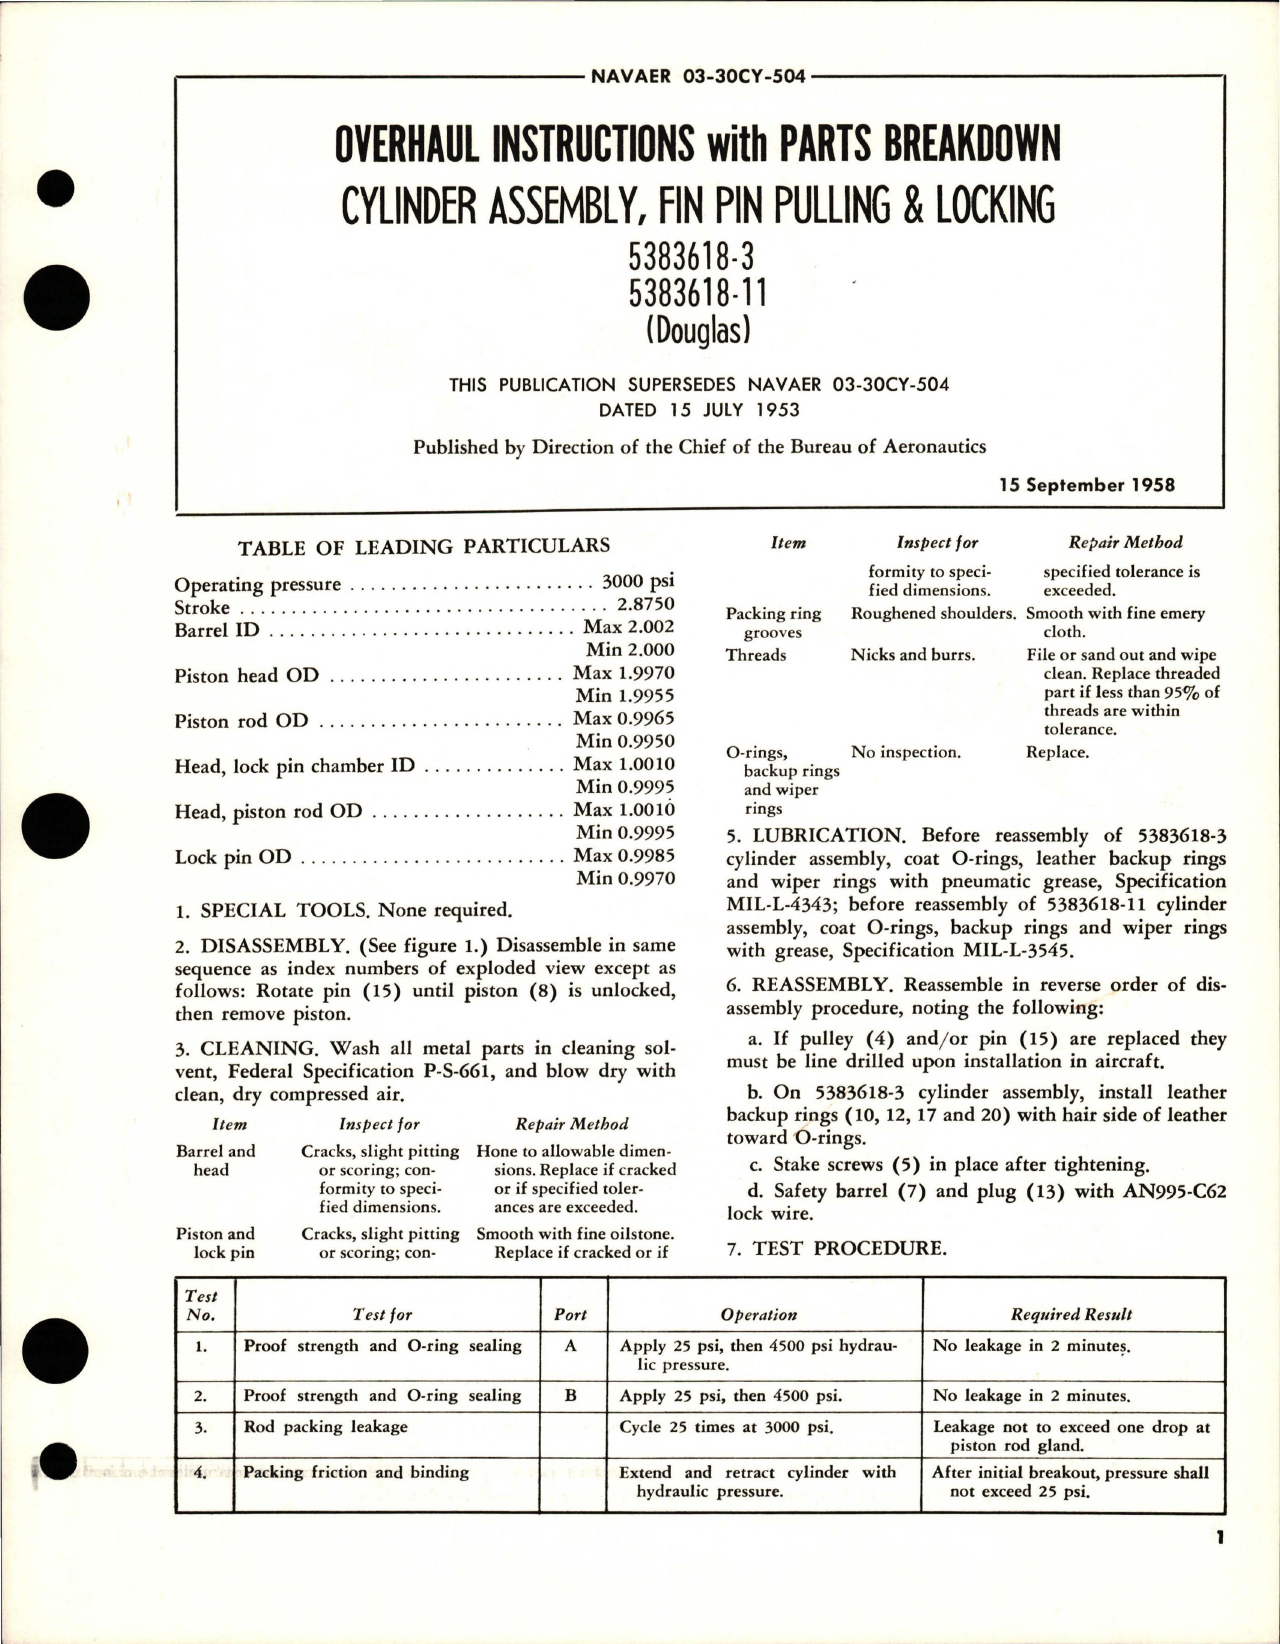 NAVAER 03-30CY-504
OVERHAUL INSTRUCTIONS with PARTS BREAKDOWN
CYLINDER ASSEMBLY, FIN PIN PULLING & LOCKING
5383618-3
5383618-11
(Douglas)
THIS PUBLICATION SUPERSEDES NAVAER 03-30CY-504
DATED 15 JULY 1953
Published by Direction of the Chief of the Bureau of Aeronautics
15 September 1958
TABLE OF LEADING PARTICULARS
Operating pressure ........................ 3000 psi
Stroke .................................... 2.8750
Barrel ID .............................. Max 2.002
Min 2.000
Piston head OD ....................... Max 1.9970
Min 1.9955
Piston rod OD ........................ Max 0.9965
Min 0.9950
Head, lock pin chamber ID .............. Max 1.0010
Min 0.9995
Head, piston rod OD ................... Max 1.0010
Min 0.9995
Lock pin OD .......................... Max 0.9985
Min 0.9970
1. SPECIAL TOOLS. None required.
2. DISASSEMBLY. (See figure 1.) Disassemble in same
sequence as index numbers of exploded view except as
follows: Rotate pin (15) until piston (8) is unlocked,
then remove piston.
3. CLEANING. Wash all metal parts in cleaning sol-
vent, Federal Specification P-S-661, and blow dry with
clean, dry compressed air.
Item Inspect for Repair Method
Barrel and Cracks, slight pitting Hone to allowable dimen-
head or scoring; con- sions. Replace if cracked
formity to speci- or if specified toler-
fied dimensions. ances are exceeded.
Piston and Cracks, slight pitting Smooth with fine oilstone.
lock pin or scoring; con- Replace if cracked or if
Item Inspect for Repair Method
formity to speci- specified tolerance is
fied dimensions. exceeded.
Packing ring Roughened shoulders. Smooth with fine emery
grooves cloth.
Threads Nicks and burrs. File or sand out and wipe
clean. Replace threaded
part if less than 95% of
threads are within
tolerance.
O-rings, No inspection. Replace.
backup rings
and wiper
rings
5. LUBRICATION. Before reassembly of 5383618-3
cylinder assembly, coat O-rings, leather backup rings
and wiper rings with pneumatic grease, Specification
MIL-L-4343; before reassembly of 5383618-11 cylinder
assembly, coat O-rings, backup rings and wiper rings
with grease, Specification MIL-L-3545.
6. REASSEMBLY. Reassemble in reverse order of dis-
assembly procedure, noting the following:
a. If pulley (4) and/or pin (15) are replaced they
must be line drilled upon installation in aircraft.
b. On 5383618-3 cylinder assembly, install leather
backup rings (10, 12, 17 and 20) with hair side of leather
toward O-rings.
c. Stake screws (5) in place after tightening.
d. Safety barrel (7) and plug (13) with AN995-C62
lock wire.
7. TEST PROCEDURE.
Test
No. Test for Port Operation Required Result
1. Proof strength and O-ring sealing A Apply 25 psi, then 4500 psi hydrau- No leakage in 2 minutes.
lic pressure.
2. Proof strength and O-ring sealing B Apply 25 psi, then 4500 psi. No leakage in 2 minutes.
3. Rod packing leakage Cycle 25 times at 3000 psi. Leakage not to exceed one drop at
piston rod gland.
4. Packing friction and binding Extend and retract cylinder with After initial breakout, pressure shall
hydraulic pressure. not exceed 25 psi.
1